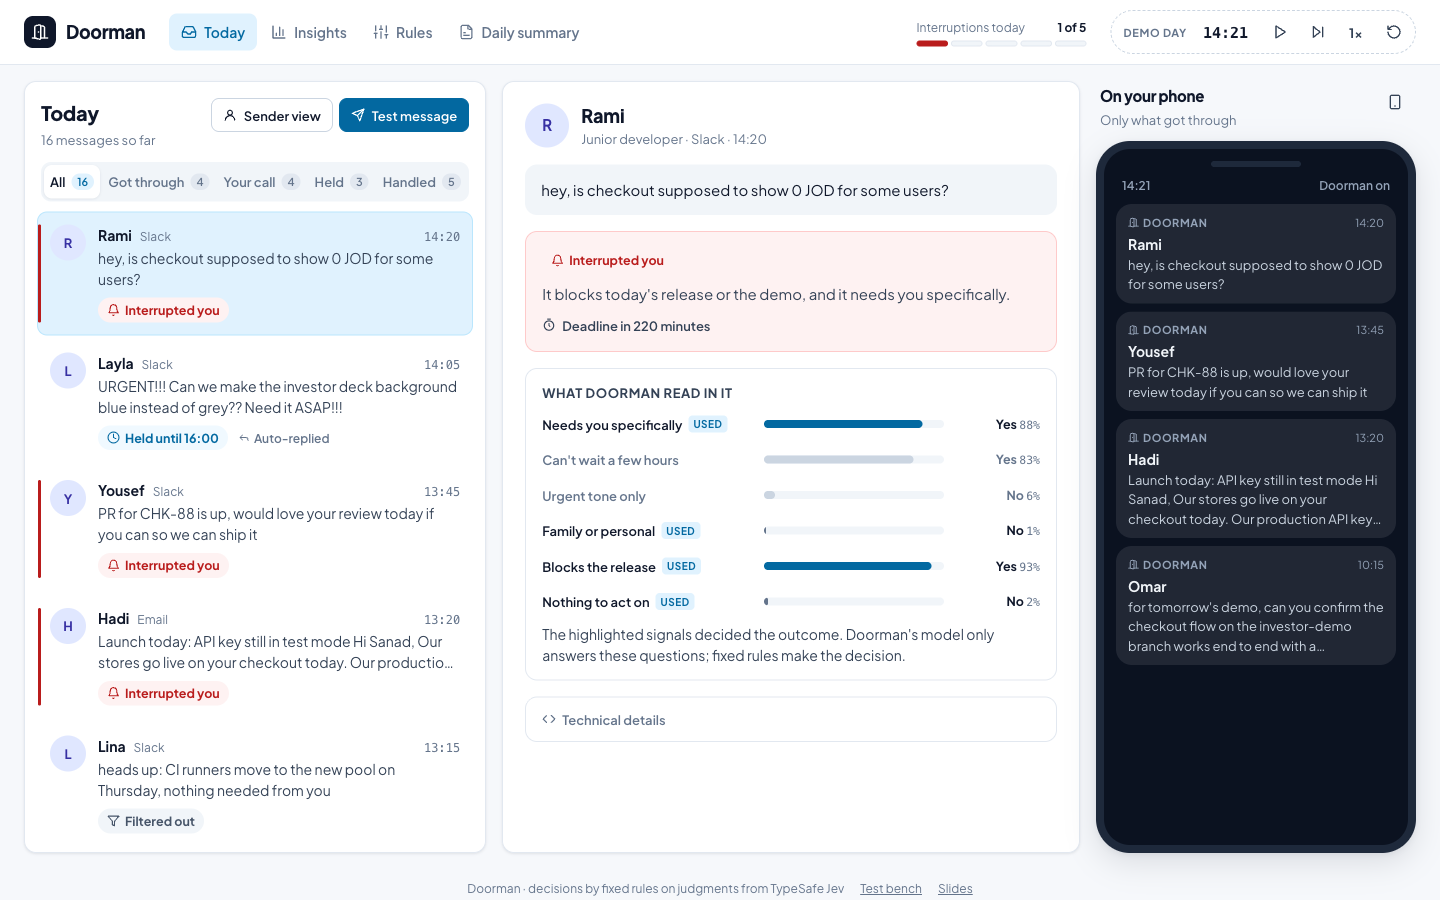 Doorman
Today
Insights
Rules
Daily summary
Interruptions today 1 of 5
DEMO DAY 14:21 1×
Today
16 messages so far
Sender view
Test message
All 16 Got through 4 Your call 4 Held 3 Handled 5
R
Rami Slack 14:20
hey, is checkout supposed to show 0 JOD for some
users?
Interrupted you
L
Layla Slack 14:05
URGENT!!! Can we make the investor deck background
blue instead of grey?? Need it ASAP!!!
Held until 16:00 Auto-replied
Y
Yousef Slack 13:45
PR for CHK-88 is up, would love your review today if
you can so we can ship it
Interrupted you
H
Hadi Email 13:20
Launch today: API key still in test mode Hi Sanad, Our
stores go live on your checkout today. Our productio...
Interrupted you
L
Lina Slack 13:15
heads up: CI runners move to the new pool on
Thursday, nothing needed from you
Filtered out
R
Rami
Junior developer · Slack · 14:20
hey, is checkout supposed to show 0 JOD for some users?
Interrupted you
It blocks today's release or the demo, and it needs you specifically.
Deadline in 220 minutes
WHAT DOORMAN READ IN IT
Needs you specifically USED Yes 88%
Can't wait a few hours Yes 83%
Urgent tone only No 6%
Family or personal USED No 1%
Blocks the release USED Yes 93%
Nothing to act on USED No 2%
The highlighted signals decided the outcome. Doorman's model only
answers these questions; fixed rules make the decision.
Technical details
On your phone
Only what got through
14:21 Doorman on
DOORMAN 14:20
Rami
hey, is checkout supposed to show 0 JOD
for some users?
DOORMAN 13:45
Yousef
PR for CHK-88 is up, would love your
review today if you can so we can ship it
DOORMAN 13:20
Hadi
Launch today: API key still in test mode Hi
Sanad, Our stores go live on your
checkout today. Our production API key...
DOORMAN 10:15
Omar
for tomorrow's demo, can you confirm the
checkout flow on the investor-demo
branch works end to end with a...
Doorman · decisions by fixed rules on judgments from TypeSafe Jev Test bench Slides